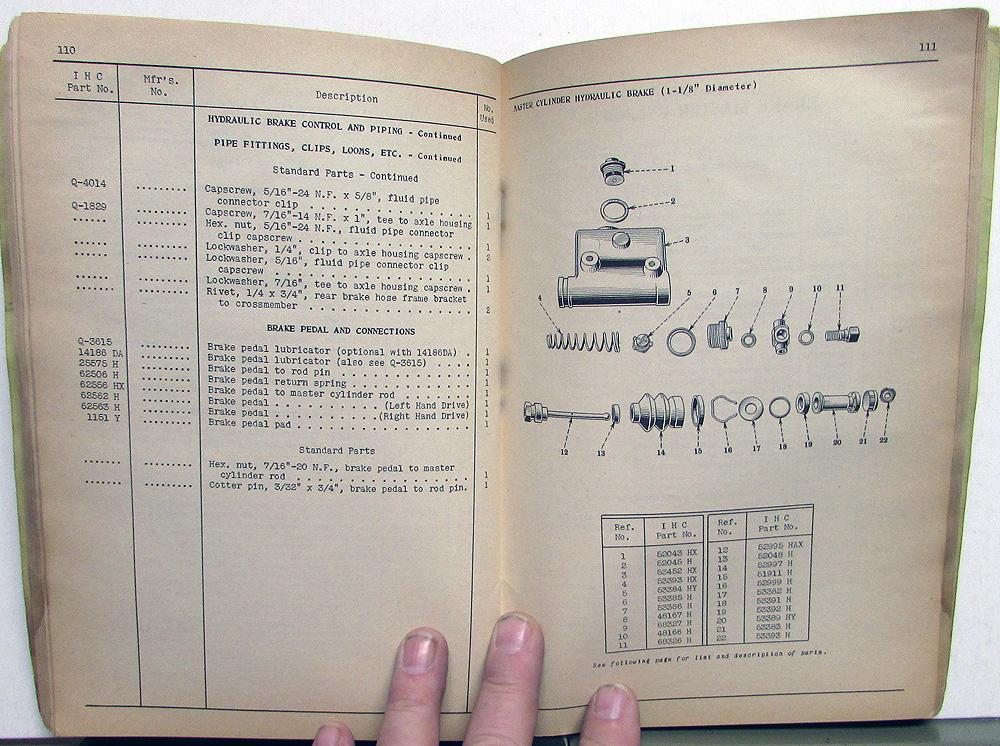 110
I H C
Part No.
Mfr's.
No.
Description
No.
Used
HYDRAULIC BRAKE CONTROL AND PIPING - Continued
PIPE FITTINGS, CLIPS, LOOMS, ETC. - Continued
Standard Parts - Continued
Q-4014 ......... Capscrew, 5/16"-24 N.F. x 5/8", fluid pipe
connector clip . . . . . . . . . . . . 1
Q-1829 ......... Capscrew, 7/16"-14 N.F. x 1", tee to axle housing 1
...... ......... Hex. nut, 5/16"-24 N.F., fluid pipe connector
clip capscrew . . . . . . . . . . . . 1
...... ......... Lockwasher, 1/4", clip to axle housing capscrew . 2
...... ......... Lockwasher, 5/16", fluid pipe connector clip
capscrew . . . . . . . . . . . . 1
...... ......... Lockwasher, 7/16", tee to axle housing capscrew . 1
...... ......... Rivet, 1/4 x 3/4", rear brake hose frame bracket
to crossmember . . . . . . . . . . . . 2
BRAKE PEDAL AND CONNECTIONS
Q-3615 ......... Brake pedal lubricator (optional with 14186DA) . 1
14186 DA ......... Brake pedal lubricator (also see Q-3615) . . . . 1
25575 H ......... Brake pedal to rod pin . . . . . . . . . . 1
62506 H ......... Brake pedal return spring . . . . . . . . . . 1
62556 HX ......... Brake pedal to master cylinder rod . . . . . . 1
62562 H ......... Brake pedal . . . . . . . . . . (Left Hand Drive) 1
62563 H ......... Brake pedal . . . . . . . . . . (Right Hand Drive) 1
1151 Y ......... Brake pedal pad . . . . . . . . . . . . 1
Standard Parts
...... ......... Hex. nut, 7/16"-20 N.F., brake pedal to master
cylinder rod . . . . . . . . . . . . 1
...... ......... Cotter pin, 3/32" x 3/4", brake pedal to rod pin. 1
111
MASTER CYLINDER HYDRAULIC BRAKE (1-1/8" Diameter)
1
2
3
4 5 6 7 8 9 10 11
12 13 14 15 16 17 18 19 20 21 22
Ref.
No.
I H C
Part No.
Ref.
No.
I H C
Part No.
1 52043 HX 12 52995 HAX
2 52045 H 13 52048 H
3 53452 HX 14 52997 H
4 53393 HX 15 51911 H
5 53384 HY 16 52999 H
6 53385 H 17 53382 H
7 53386 H 18 53391 H
8 48167 H 19 53392 H
9 68327 H 20 53389 HY
10 48166 H 21 53383 H
11 68326 H 22 53393 H
See following page for list and description of parts.